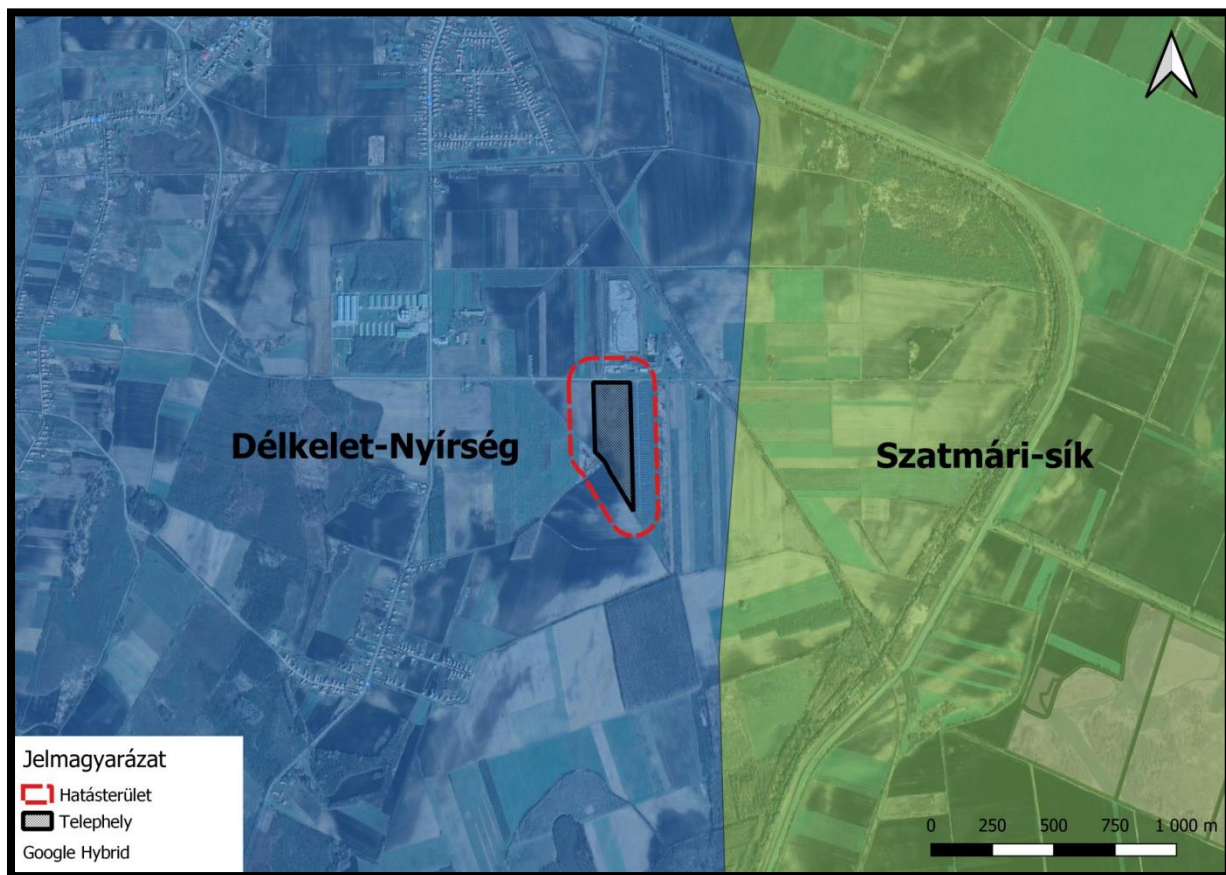 Délkelet-Nyírség
Szatmári-sík
Jelmagyarázat
Hatásterület
Telephely
Google Hybrid
0 250 500 750 1 000 m